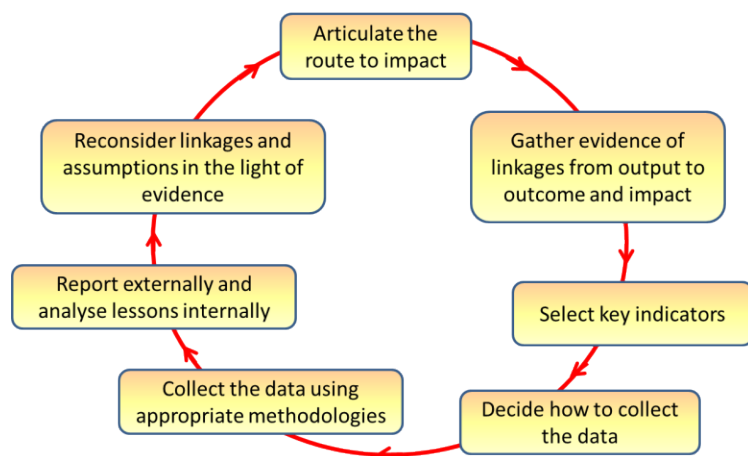 Articulate the
route to impact
Gather evidence of
linkages from output to
outcome and impact
Select key indicators
Decide how to collect
the data
Collect the data using
appropriate methodologies
Report externally and
analyse lessons internally
Reconsider linkages and
assumptions in the light of
evidence